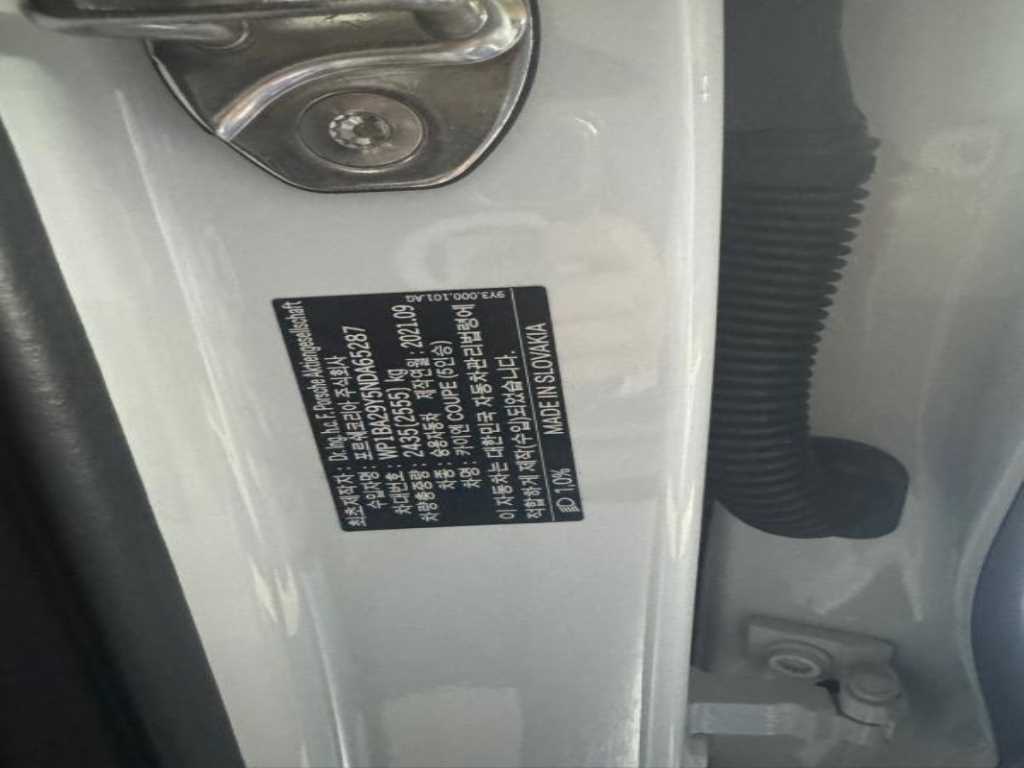 최초제작자 : Dr. Ing. h.c. F. Porsche Aktiengesellschaft
수입자명 : 포르쉐코리아 주식회사
차대번호 : WP1BA29Y5NDA65287
차량총중량 : 2435(2555) kg
차종 : 승용자동차 제작연월 : 2021.09
차명 : 카이엔 COUPE (5인승)
이 자동차는 대한민국 자동차관리법령에
적합하게 제작(수입)되었습니다.
9Y3.000.101.AG
10% MADE IN SLOVAKIA